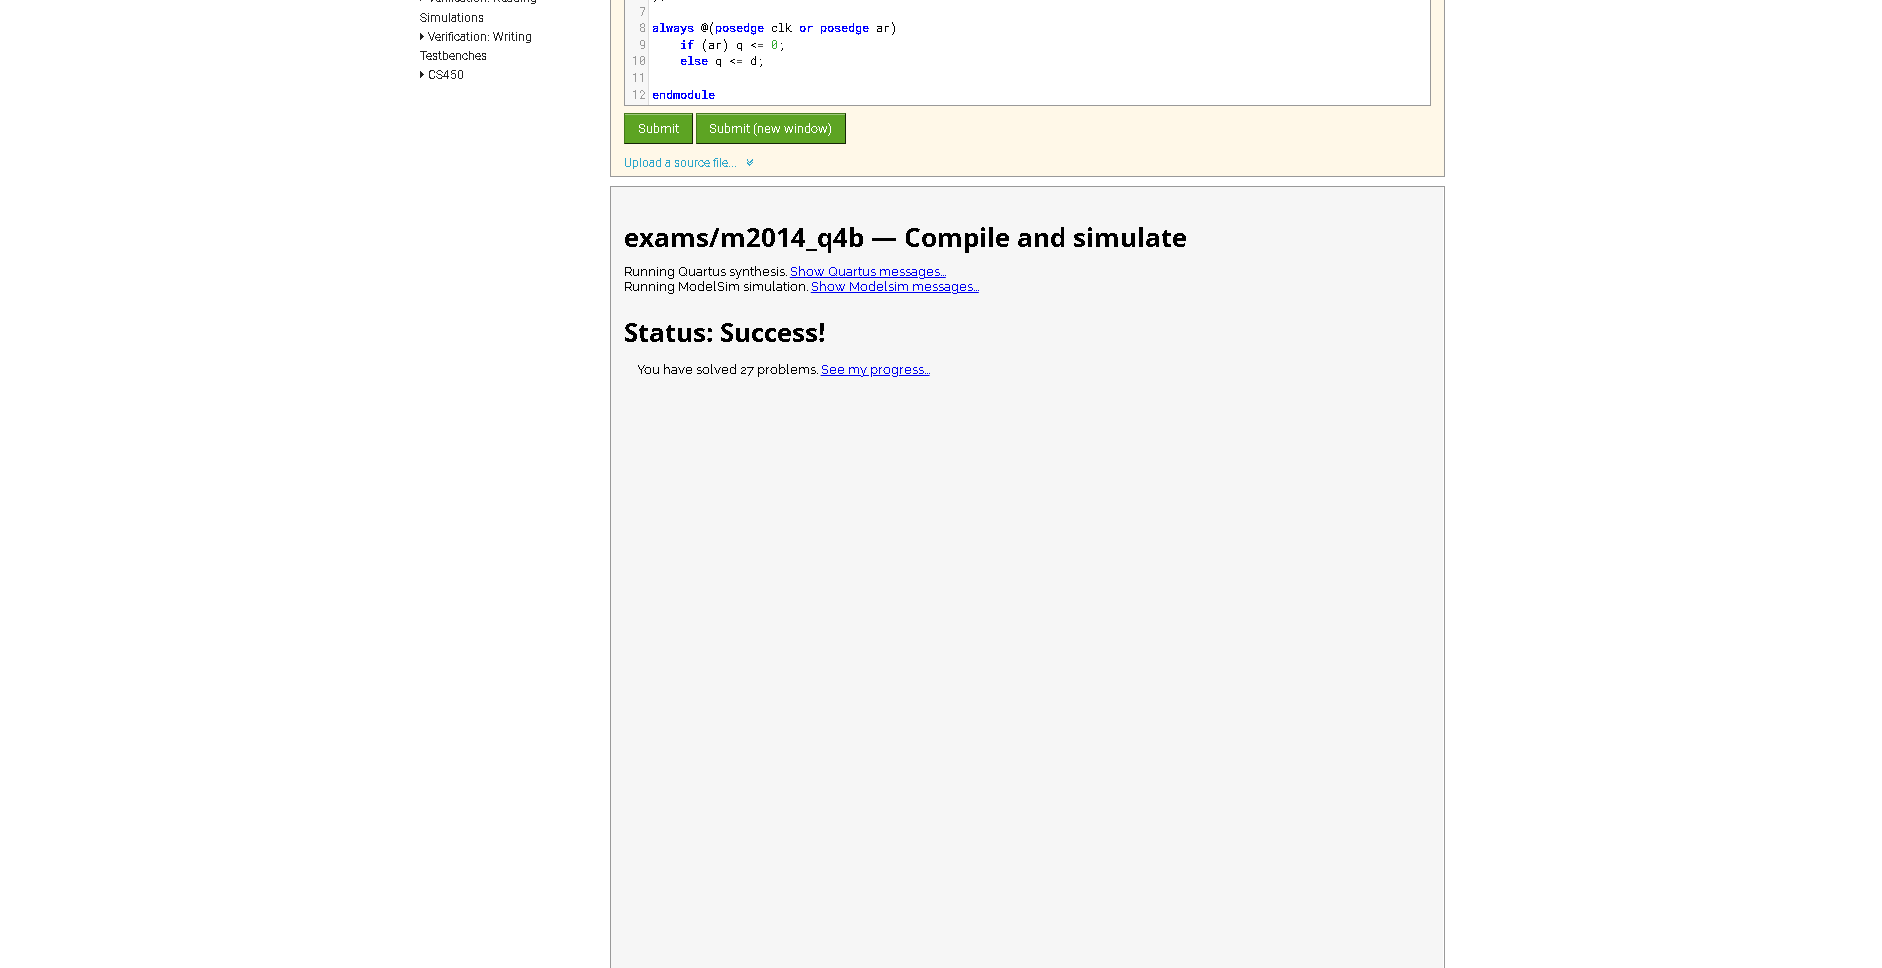 Verification: Reading
Simulations
Verification: Writing
Testbenches
CS450
7
8 always @(posedge clk or posedge ar)
9 if (ar) q <= 0;
10 else q <= d;
11
12 endmodule
Submit Submit (new window)
Upload a source file...
exams/m2014_q4b — Compile and simulate
Running Quartus synthesis. Show Quartus messages...
Running ModelSim simulation. Show Modelsim messages...
Status: Success!
You have solved 27 problems. See my progress...